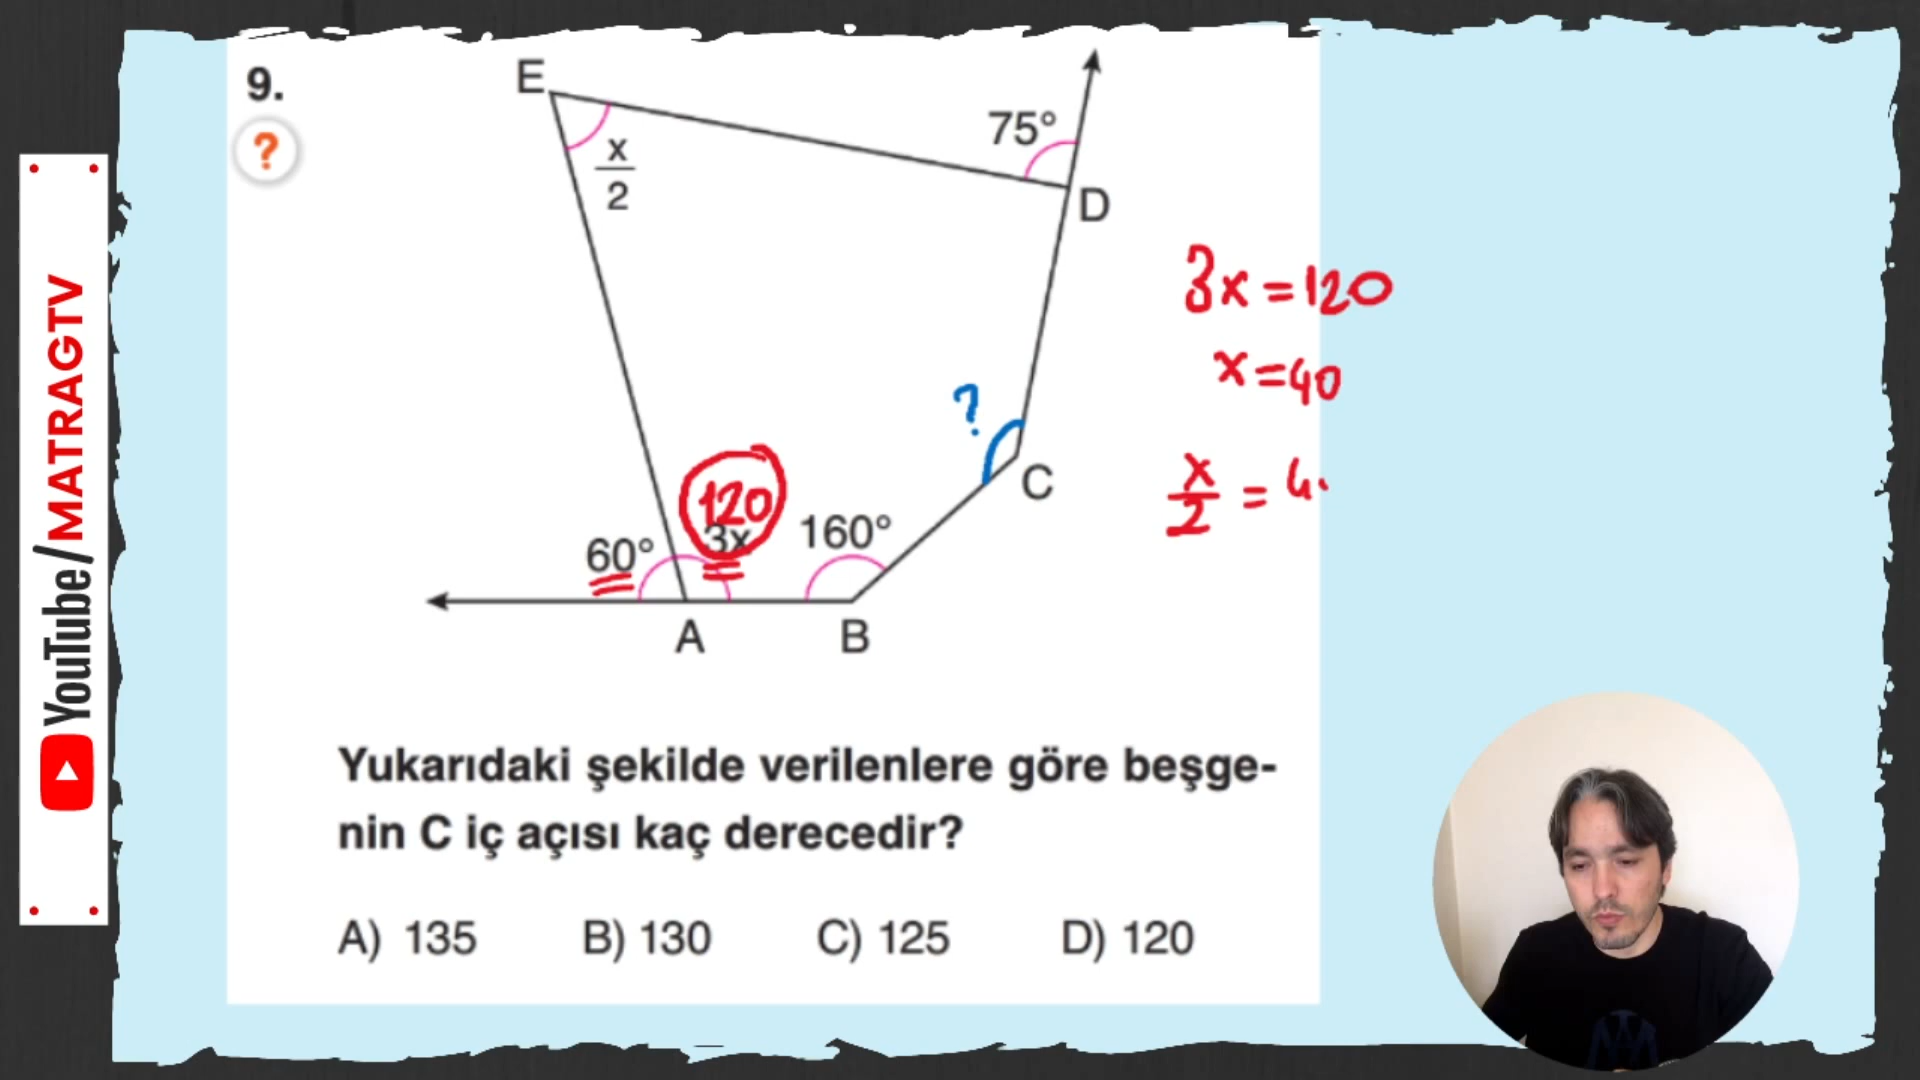 YouTube/MATRAGTV
9.
?
E
x
2
75°
D
3x=120
x=40
x
2
= 4
?
C
120
60°
3x
160°
A
B
Yukarıdaki şekilde verilenlere göre beşge-
nin C iç açısı kaç derecedir?
A) 135 B) 130 C) 125 D) 120